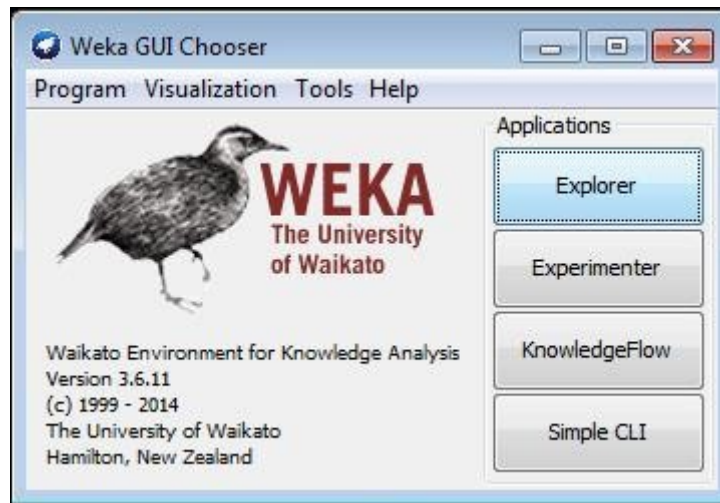 Weka GUI Chooser
Program Visualization Tools Help
WEKA
The University
of Waikato
Waikato Environment for Knowledge Analysis
Version 3.6.11
(c) 1999 - 2014
The University of Waikato
Hamilton, New Zealand
Applications
Explorer
Experimenter
KnowledgeFlow
Simple CLI